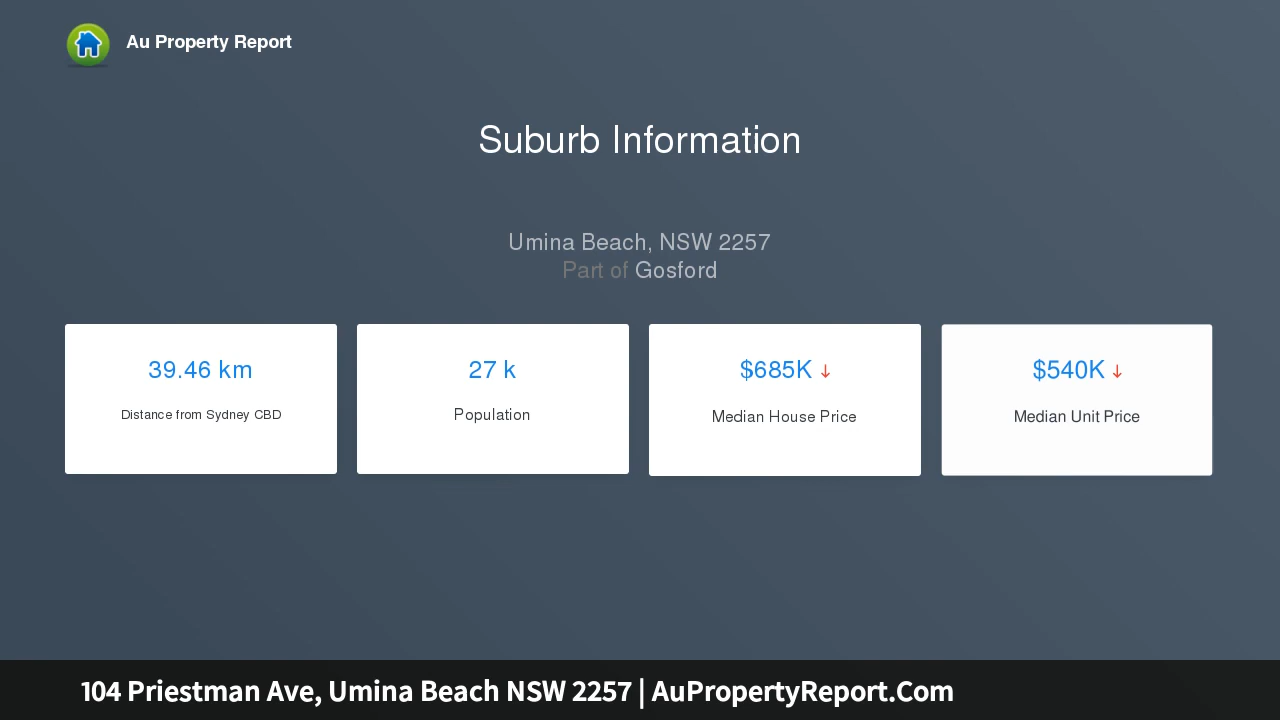 Au Property Report
Suburb Information
Umina Beach, NSW 2257
Part of Gosford
39.46 km
Distance from Sydney CBD
27 k
Population
$685K ↓
Median House Price
$540K ↓
Median Unit Price
104 Priestman Ave, Umina Beach NSW 2257 | AuPropertyReport.Com